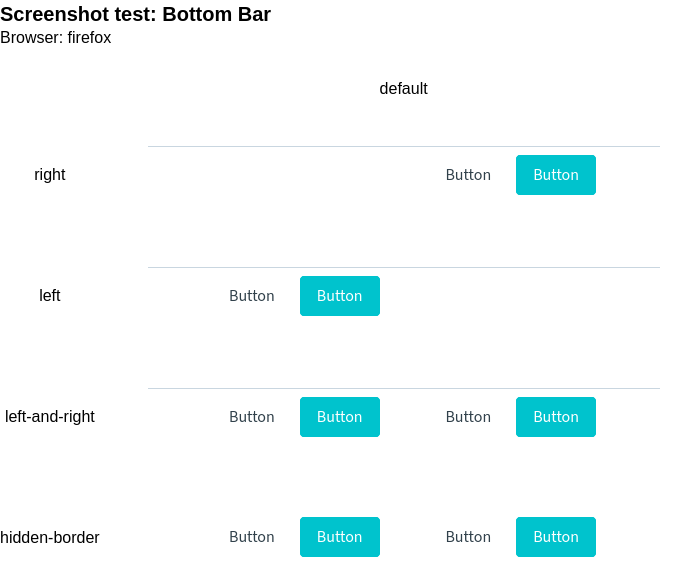 Screenshot test: Bottom Bar
Browser: firefox
default
right Button Button
left Button Button
left-and-right Button Button Button Button
hidden-border Button Button Button Button